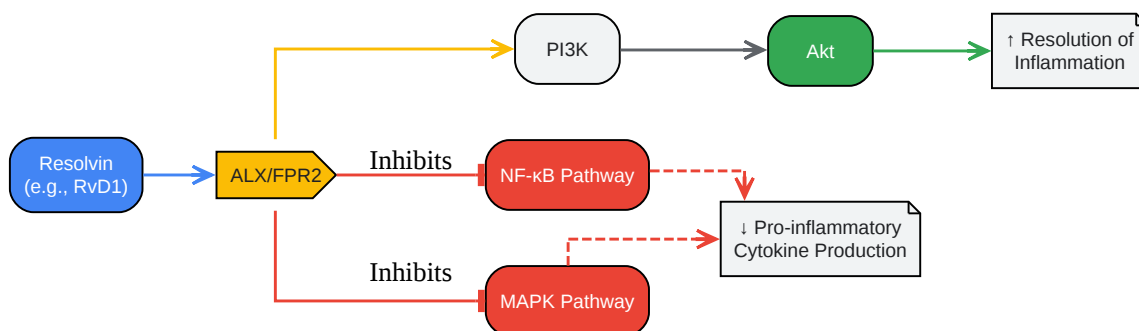 PI3K
Akt
↑ Resolution of
Inflammation
Resolvin
(e.g., RvD1)
ALX/FPR2
Inhibits
NF-κB Pathway
↓ Pro-inflammatory
Cytokine Production
Inhibits
MAPK Pathway